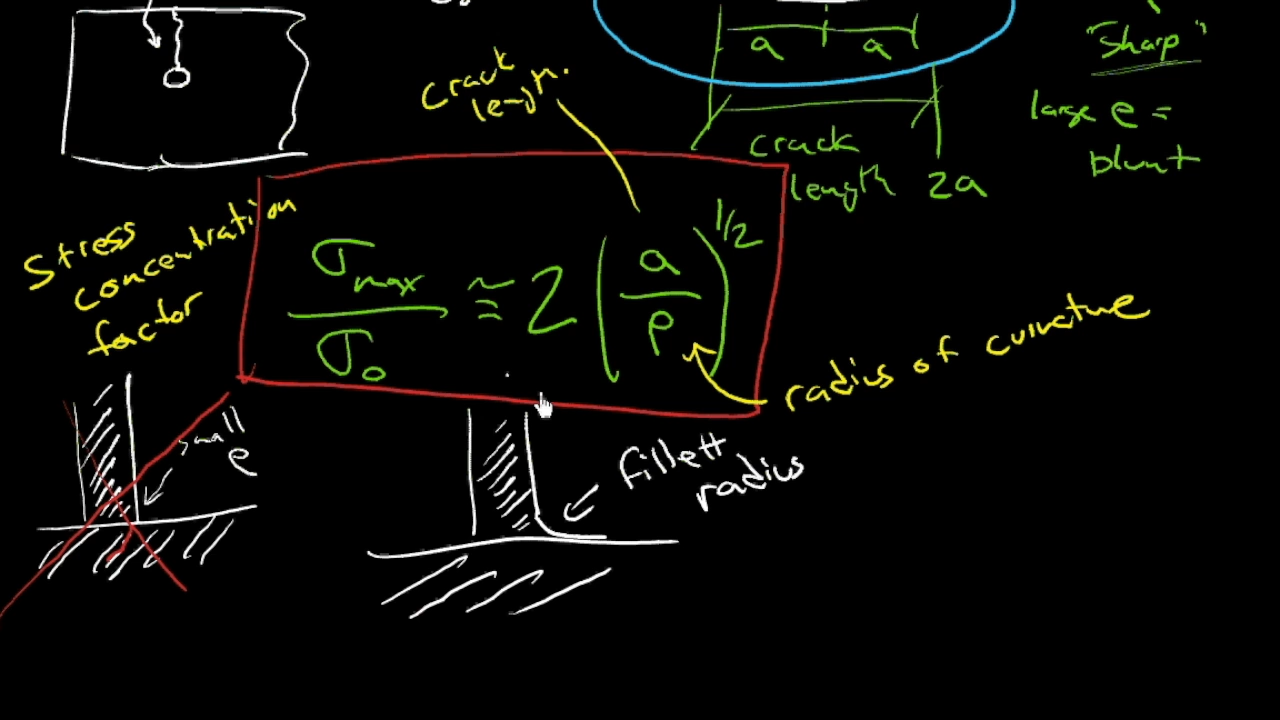 a a
"Sharp"
large ρ =
blunt
crack
length 2a
crack
length.
Stress
concentration
factor
σmax / σo ≅ 2 (a / ρ)^1/2
radius of curvature
small
ρ
fillett
radius